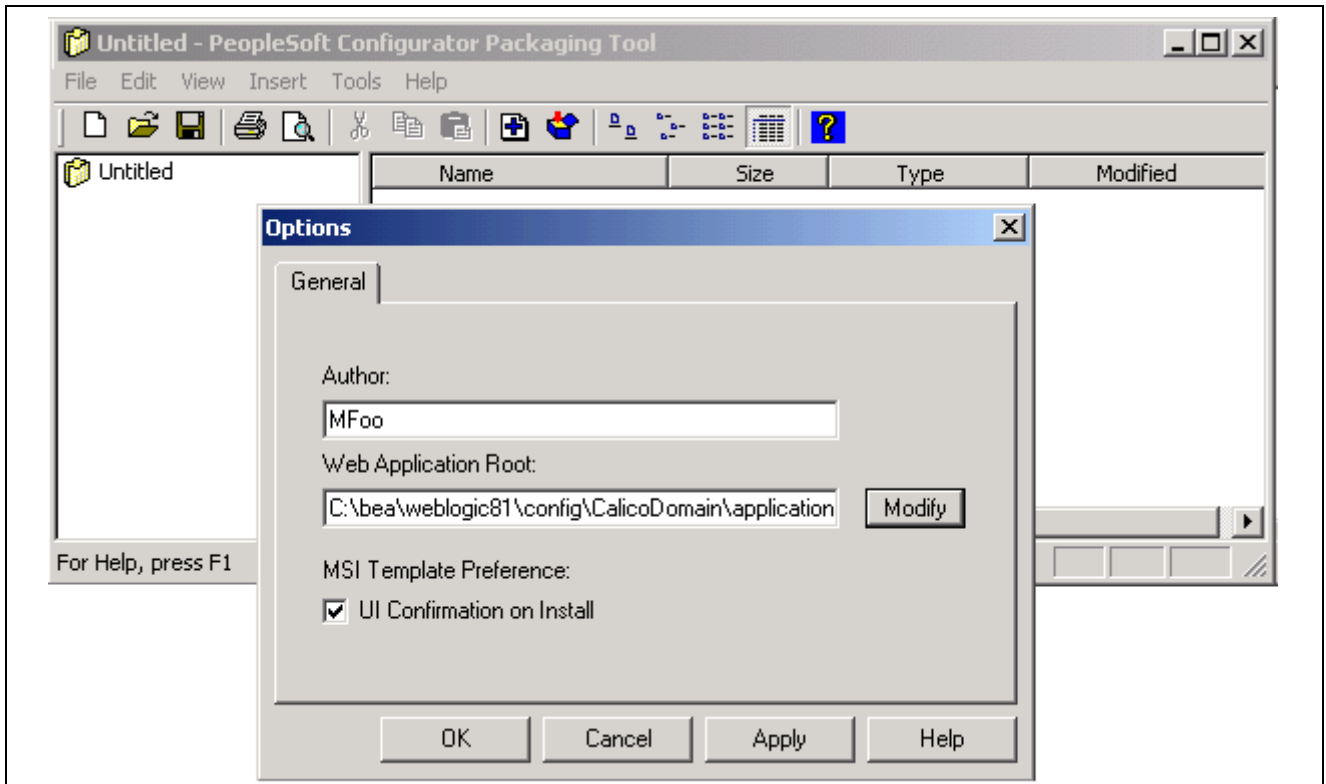 Untitled - PeopleSoft Configurator Packaging Tool
File Edit View Insert Tools Help
Untitled
Name Size Type Modified
Options
General
Author:
MFoo
Web Application Root:
C:\bea\weblogic81\config\CalicoDomain\application
Modify
MSI Template Preference:
UI Confirmation on Install
For Help, press F1
OK Cancel Apply Help